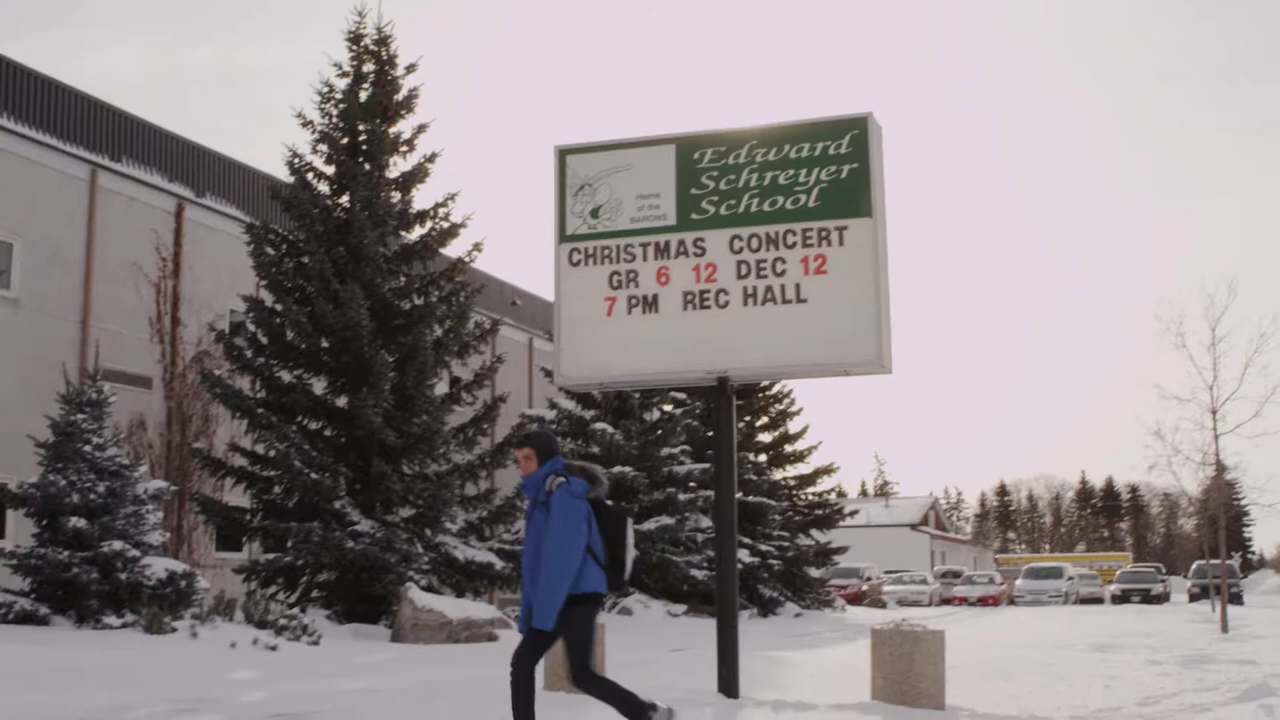 Edward
Schreyer
School
Home
of the
BARONS
CHRISTMAS CONCERT
GR 6 12 DEC 12
7 PM REC HALL